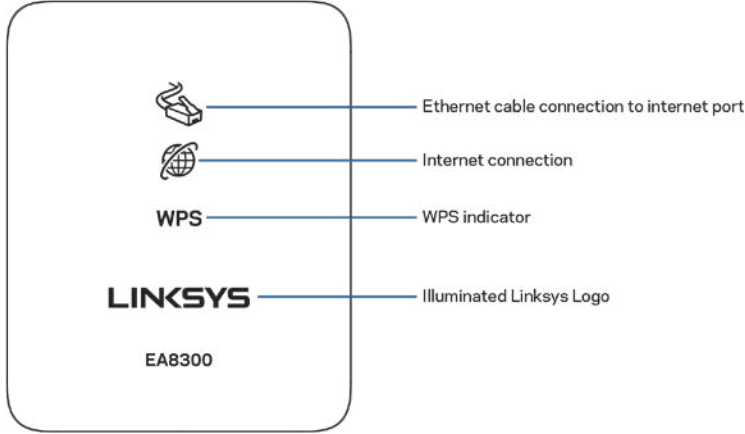 Ethernet cable connection to internet port
Internet connection
WPS
WPS indicator
LINKSYS
Illuminated Linksys Logo
EA8300